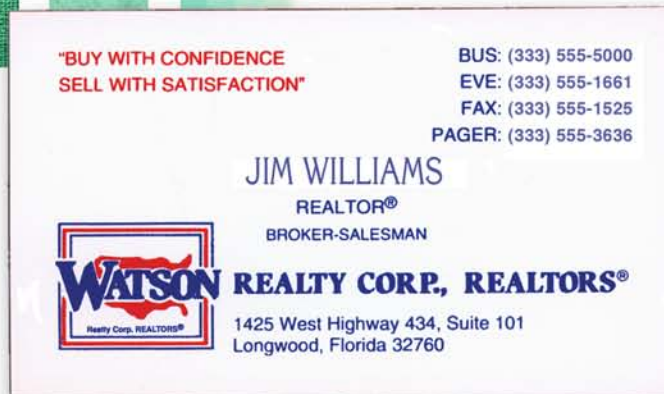 "BUY WITH CONFIDENCE
SELL WITH SATISFACTION"
BUS: (333) 555-5000
EVE: (333) 555-1661
FAX: (333) 555-1525
PAGER: (333) 555-3636
JIM WILLIAMS
REALTOR®
BROKER-SALESMAN
WATSON
Realty Corp. REALTORS®
REALTY CORP., REALTORS®
1425 West Highway 434, Suite 101
Longwood, Florida 32760